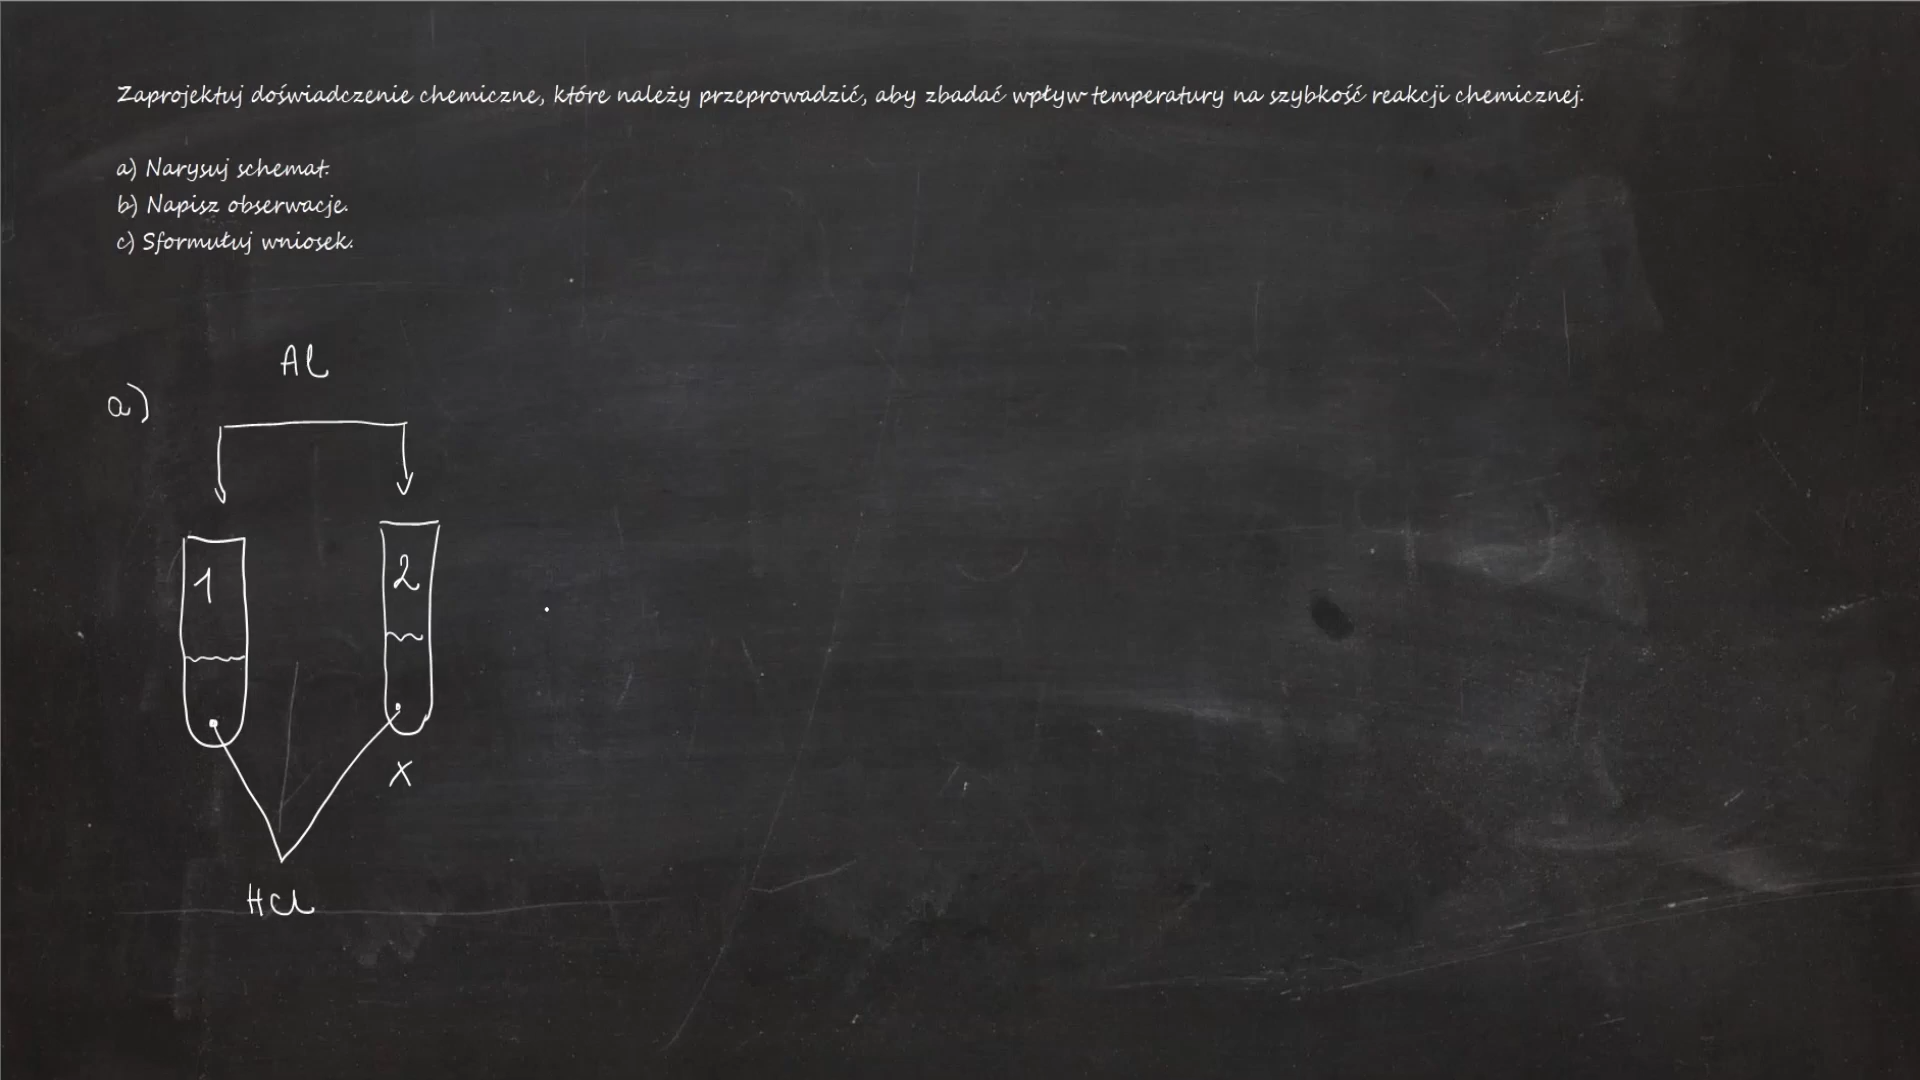 Zaprojektuj doświadczenie chemiczne, które należy przeprowadzić, aby zbadać wpływ temperatury na szybkość reakcji chemicznej.
a) Narysuj schemat.
b) Napisz obserwacje.
c) Sformułuj wniosek.
Al
a)
1 2
X
HCl